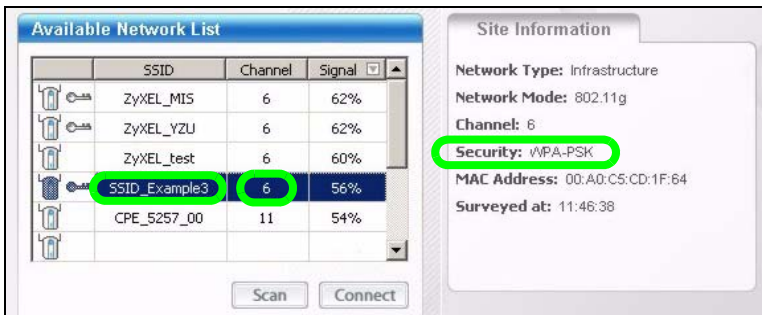 Available Network List
SSID Channel Signal
ZyXEL_MIS 6 62%
ZyXEL_YZU 6 62%
ZyXEL_test 6 60%
SSID_Example3 6 56%
CPE_5257_00 11 54%
Scan Connect
Site Information
Network Type: Infrastructure
Network Mode: 802.11g
Channel: 6
Security: WPA-PSK
MAC Address: 00:A0:C5:CD:1F:64
Surveyed at: 11:46:38